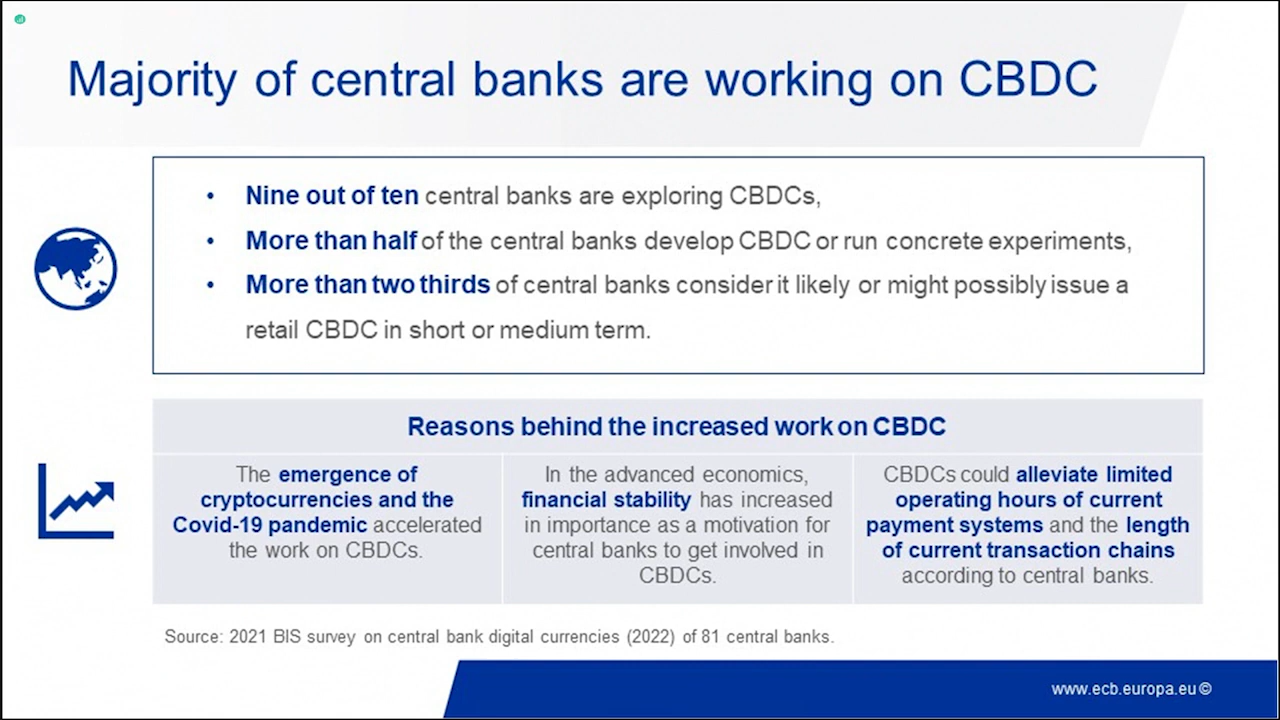 Majority of central banks are working on CBDC
• Nine out of ten central banks are exploring CBDCs,
• More than half of the central banks develop CBDC or run concrete experiments,
• More than two thirds of central banks consider it likely or might possibly issue a
retail CBDC in short or medium term.
Reasons behind the increased work on CBDC
The emergence of
cryptocurrencies and the
Covid-19 pandemic accelerated
the work on CBDCs.
In the advanced economics,
financial stability has increased
in importance as a motivation for
central banks to get involved in
CBDCs.
CBDCs could alleviate limited
operating hours of current
payment systems and the length
of current transaction chains
according to central banks.
Source: 2021 BIS survey on central bank digital currencies (2022) of 81 central banks.
www.ecb.europa.eu©